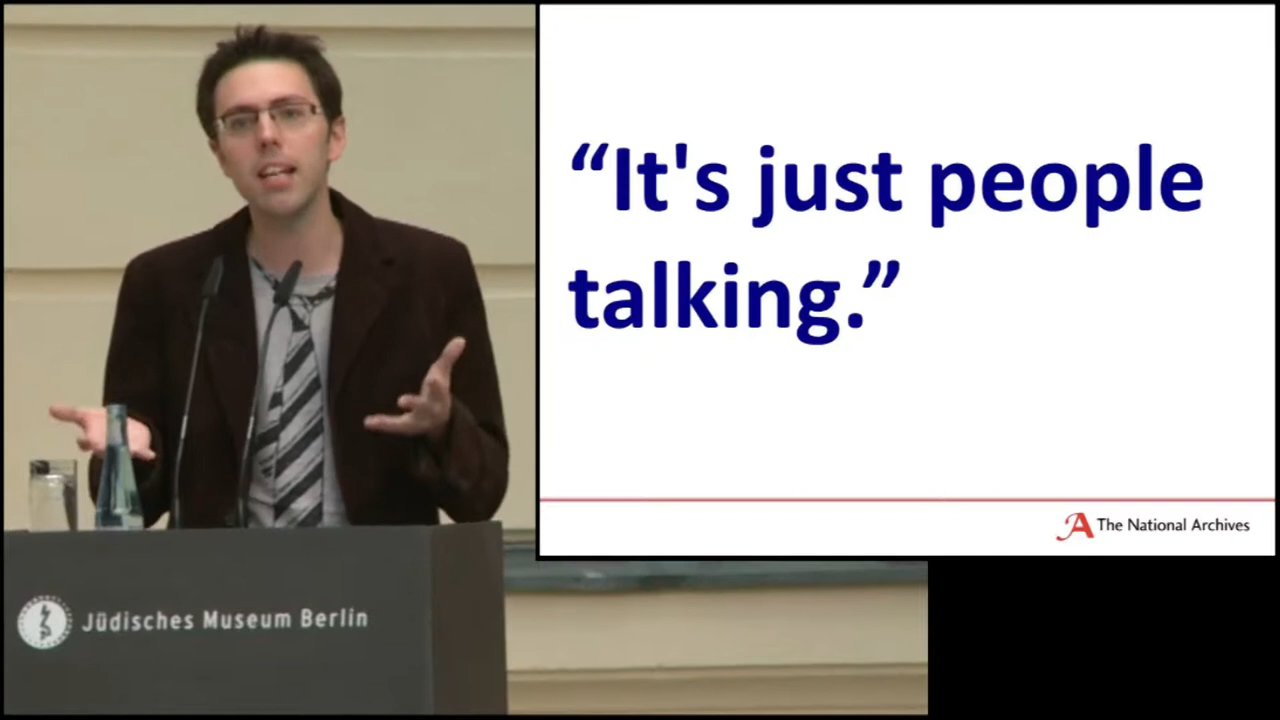 “It's just people
talking.”
The National Archives
Jüdisches Museum Berlin